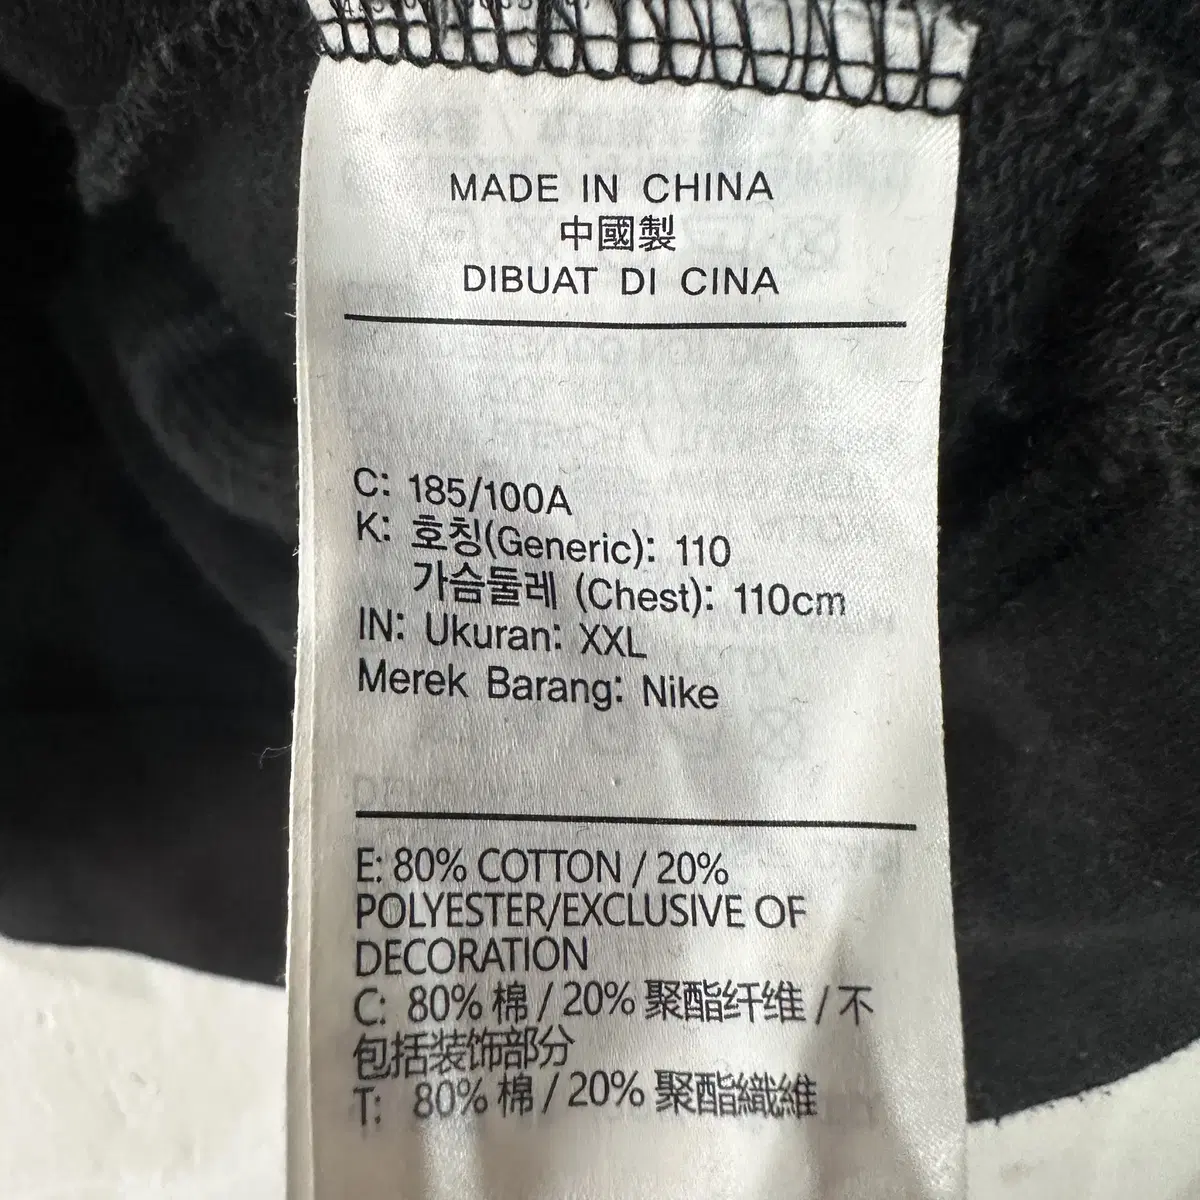 MADE IN CHINA
中國製
DIBUAT DI CINA
C: 185/100A
K: 호칭(Generic): 110
가슴둘레 (Chest): 110cm
IN: Ukuran: XXL
Merek Barang: Nike
E: 80% COTTON / 20%
POLYESTER/EXCLUSIVE OF
DECORATION
C: 80% 棉 / 20% 聚酯纤维 / 不
包括装饰部分
T: 80% 棉 / 20% 聚酯纖維